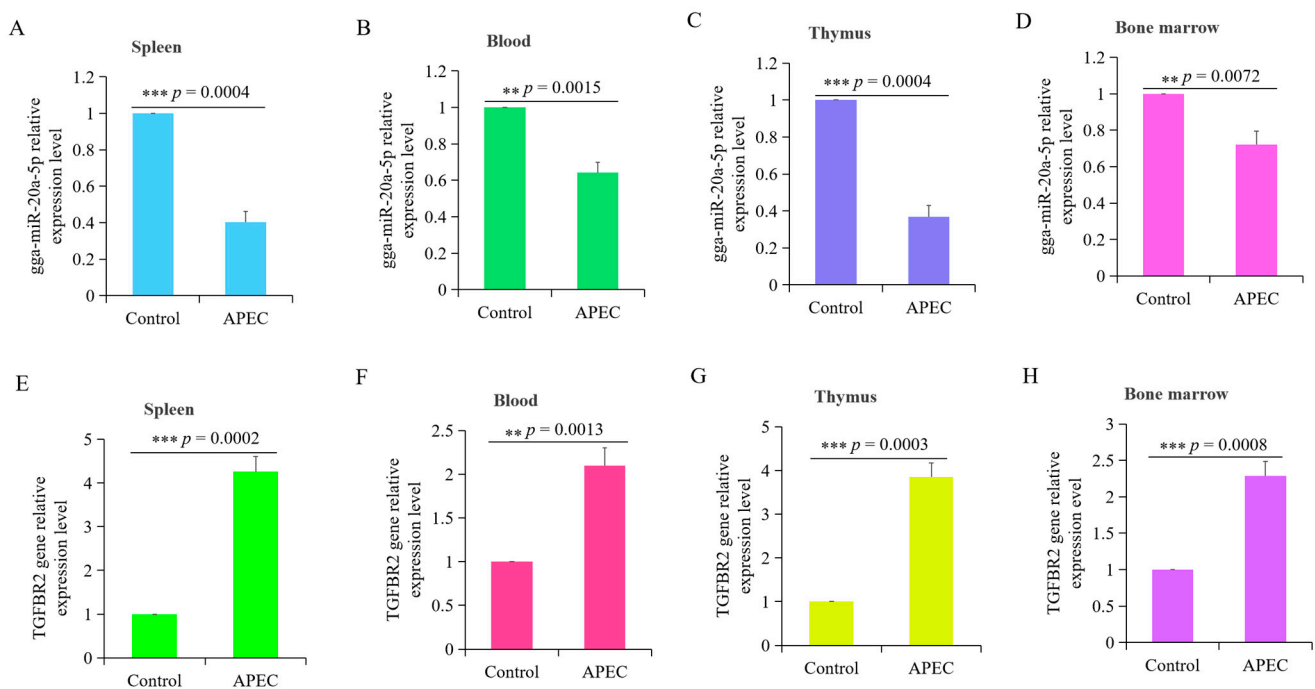 A
Spleen
gga-miR-20a-5p relative
expression level
1.2
1
0.8
0.6
0.4
0.2
0
*** p = 0.0004
Control
APEC
B
Blood
gga-miR-20a-5p relative
expression level
1.2
1
0.8
0.6
0.4
0.2
0
** p = 0.0015
Control
APEC
C
Thymus
gga-miR-20a-5p relative
expression level
1.2
1
0.8
0.6
0.4
0.2
0
*** p = 0.0004
Control
APEC
D
Bone marrow
gga-miR-20a-5p relative
expression level
1.2
1
0.8
0.6
0.4
0.2
0
** p = 0.0072
Control
APEC
E
Spleen
TGFBR2 gene relative
expression level
5
4
3
2
1
0
*** p = 0.0002
Control
APEC
F
Blood
TGFBR2 gene relative
expression level
2.5
2
1.5
1
0.5
0
** p = 0.0013
Control
APEC
G
Thymus
TGFBR2 gene relative
expression level
5
4
3
2
1
0
*** p = 0.0003
Control
APEC
H
Bone marrow
TGFBR2 gene relative
expression evel
3
2.5
2
1.5
1
0.5
0
*** p = 0.0008
Control
APEC